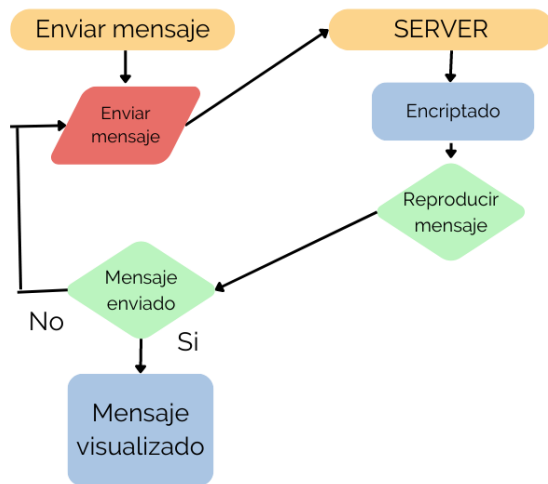 Enviar mensaje
SERVER
Enviar
mensaje
Encriptado
Reproducir
mensaje
Mensaje
enviado
No
Si
Mensaje
visualizado